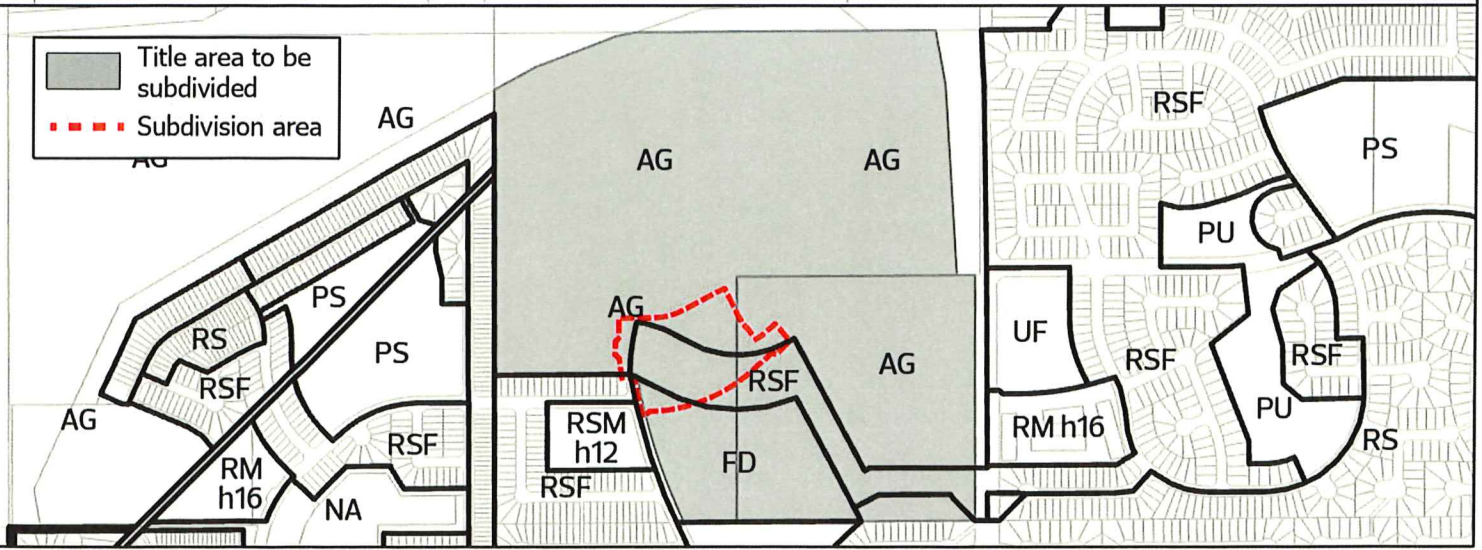 Title area to be
subdivided
Subdivision area
AG
AG
AG
AG
RSF
PS
PU
PS
AG
RS
PS
UF
RSF
RSF
RSF
AG
RSF
AG
RSM
h12
RM h16
PU
RS
RSF
FD
RM
h16
RSF
NA